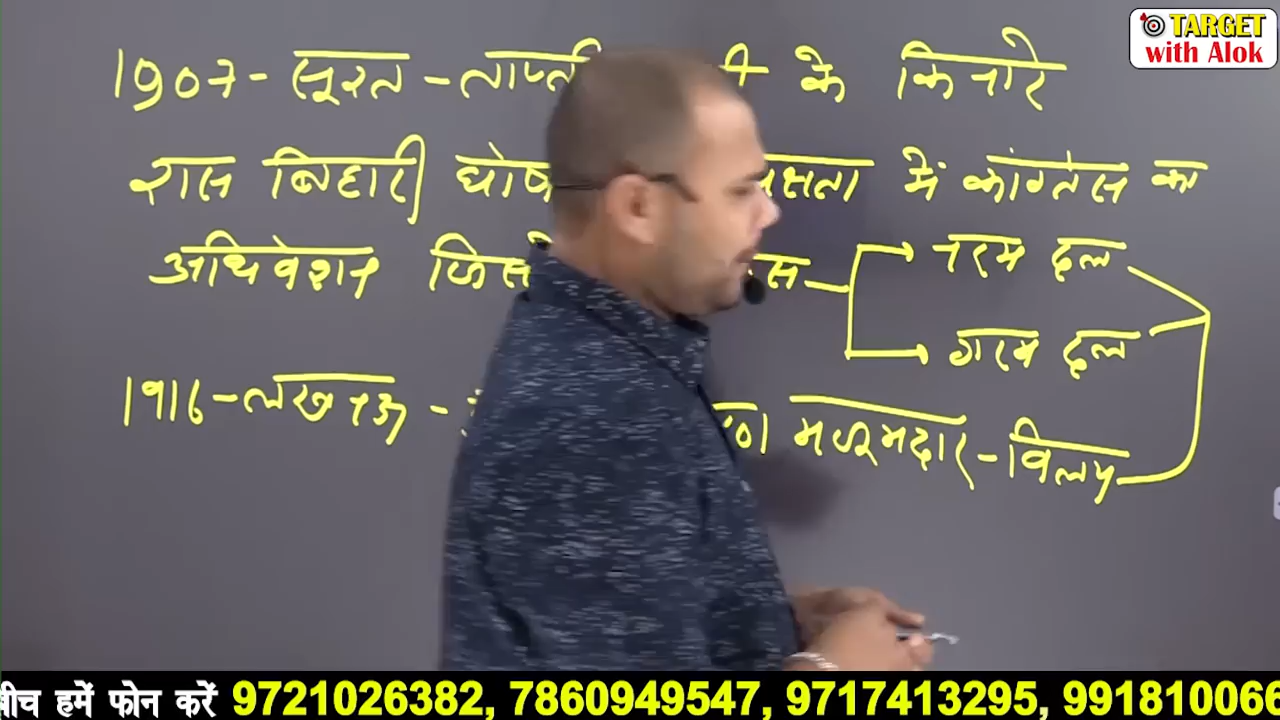 TARGET
with Alok
1907- सूरत - ताप्ती के किनारे
रास बिहारी घोष में कांग्रेस का
अधिवेशन
नरम दल
गरम दल
1916 - लखनऊ - मजूमदार - विलय
बीच हमें फोन करें 9721026382, 7860949547, 9717413295, 991810066